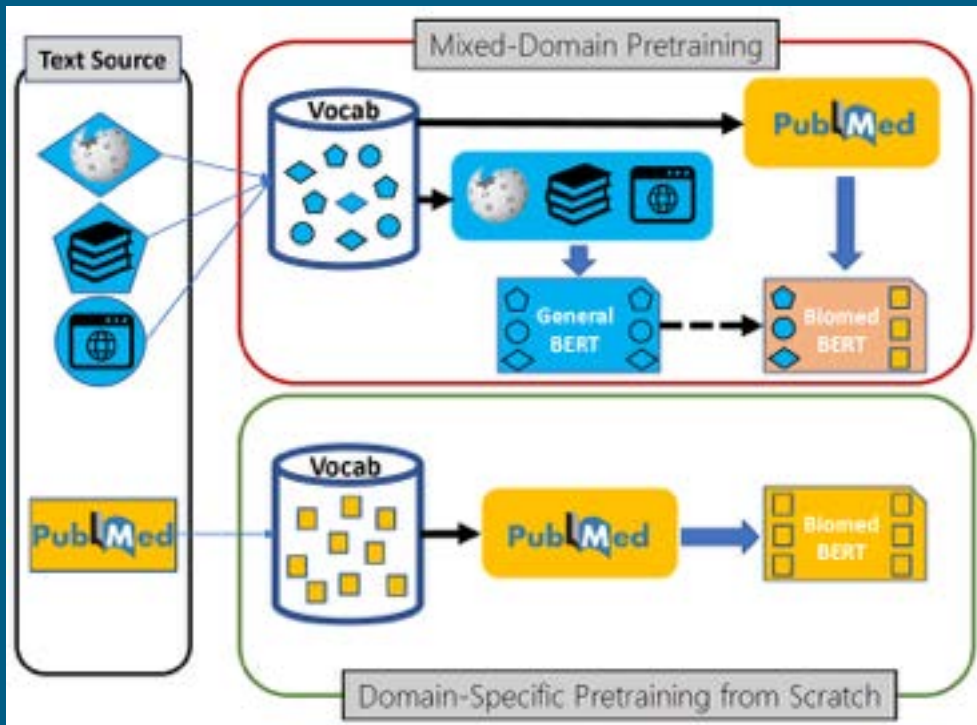 Mixed-Domain Pretraining
Text Source
Vocab
PubMed
General
BERT
Biomed
BERT
Vocab
PubMed
PubMed
Biomed
BERT
Domain-Specific Pretraining from Scratch